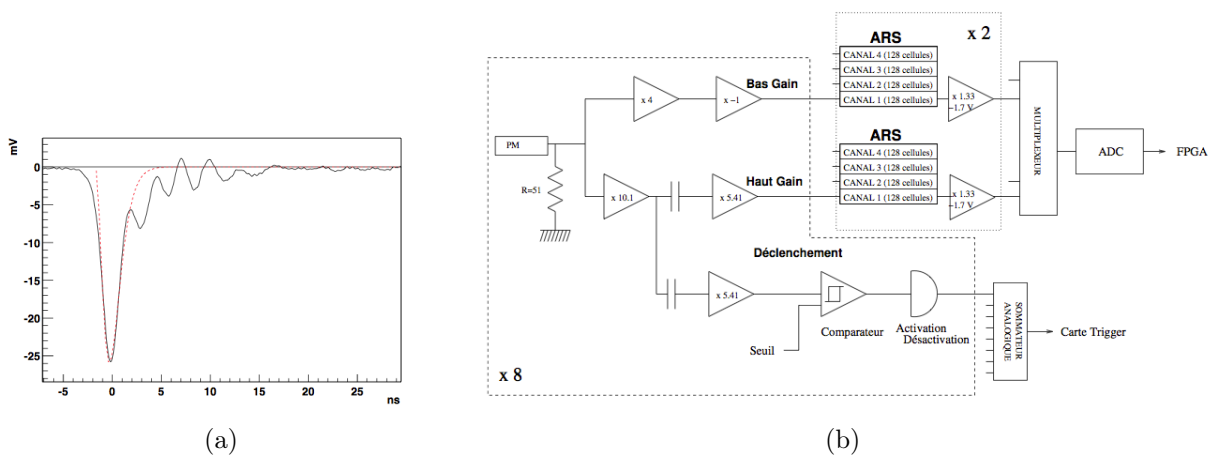 mV
0
-5
-10
-15
-20
-25
-5 0 5 10 15 20 25
ns
(a)
ARS
x 2
CANAL 4 (128 cellules)
CANAL 3 (128 cellules)
CANAL 2 (128 cellules)
CANAL 1 (128 cellules)
Bas Gain
x 4
x −1
x 1.33
−1.7 V
PM
R=51
ARS
CANAL 4 (128 cellules)
CANAL 3 (128 cellules)
CANAL 2 (128 cellules)
CANAL 1 (128 cellules)
Haut Gain
x 10.1
x 5.41
x 1.33
−1.7 V
MULTIPLEXEUR
ADC
FPGA
Déclenchement
x 5.41
Comparateur
Seuil
Activation
Désactivation
SOMMATEUR
ANALOGIQUE
Carte Trigger
x 8
(b)